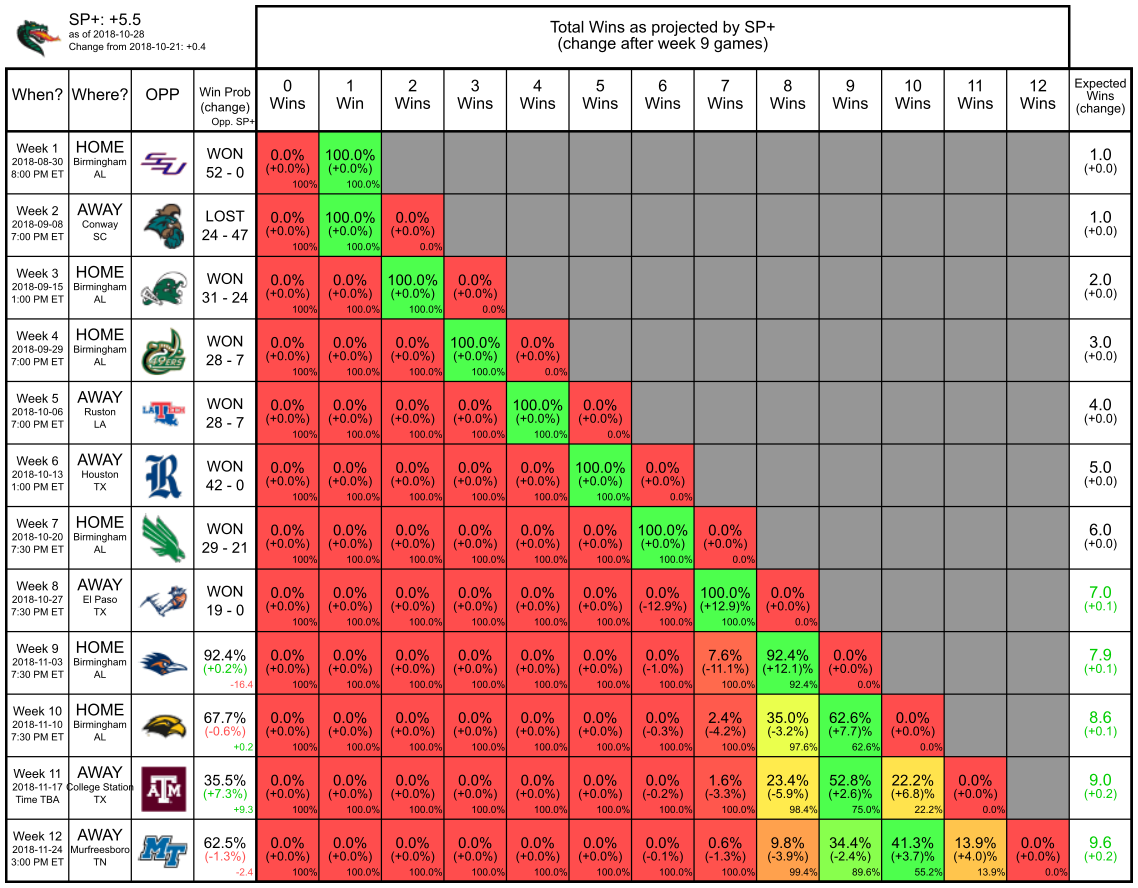 SP+: +5.5
as of 2018-10-28
Change from 2018-10-21: +0.4
Total Wins as projected by SP+
(change after week 9 games)
When? Where? OPP Win Prob (change) Opp. SP+ 0 Wins 1 Win 2 Wins 3 Wins 4 Wins 5 Wins 6 Wins 7 Wins 8 Wins 9 Wins 10 Wins 11 Wins 12 Wins Expected Wins (change)
Week 1 HOME WON 0.0% 100.0% 1.0
2018-08-30 Birmingham 52 - 0 (+0.0%) (+0.0%) (+0.0)
8:00 PM ET AL 100% 100.0%
Week 2 AWAY LOST 0.0% 100.0% 0.0% 1.0
2018-09-08 Conway 24 - 47 (+0.0%) (+0.0%) (+0.0%) (+0.0)
7:00 PM ET SC 100% 100.0% 0.0%
Week 3 HOME WON 0.0% 0.0% 100.0% 0.0% 2.0
2018-09-15 Birmingham 31 - 24 (+0.0%) (+0.0%) (+0.0%) (+0.0%) (+0.0)
1:00 PM ET AL 100% 100.0% 100.0% 0.0%
Week 4 HOME 49ERS WON 0.0% 0.0% 0.0% 100.0% 0.0% 3.0
2018-09-29 Birmingham 28 - 7 (+0.0%) (+0.0%) (+0.0%) (+0.0%) (+0.0%) (+0.0)
7:00 PM ET AL 100% 100.0% 100.0% 100.0% 0.0%
Week 5 AWAY LA TECH WON 0.0% 0.0% 0.0% 0.0% 100.0% 0.0% 4.0
2018-10-06 Ruston 28 - 7 (+0.0%) (+0.0%) (+0.0%) (+0.0%) (+0.0%) (+0.0%) (+0.0)
7:00 PM ET LA 100% 100.0% 100.0% 100.0% 100.0% 0.0%
Week 6 AWAY R WON 0.0% 0.0% 0.0% 0.0% 0.0% 100.0% 0.0% 5.0
2018-10-13 Houston 42 - 0 (+0.0%) (+0.0%) (+0.0%) (+0.0%) (+0.0%) (+0.0%) (+0.0%) (+0.0)
1:00 PM ET TX 100% 100.0% 100.0% 100.0% 100.0% 100.0% 0.0%
Week 7 HOME WON 0.0% 0.0% 0.0% 0.0% 0.0% 0.0% 100.0% 0.0% 6.0
2018-10-20 Birmingham 29 - 21 (+0.0%) (+0.0%) (+0.0%) (+0.0%) (+0.0%) (+0.0%) (+0.0%) (+0.0%) (+0.0)
7:30 PM ET AL 100% 100.0% 100.0% 100.0% 100.0% 100.0% 100.0% 0.0%
Week 8 AWAY WON 0.0% 0.0% 0.0% 0.0% 0.0% 0.0% 0.0% 100.0% 0.0% 7.0
2018-10-27 El Paso 19 - 0 (+0.0%) (+0.0%) (+0.0%) (+0.0%) (+0.0%) (+0.0%) (-12.9%) (+12.9)% (+0.0%) (+0.1)
7:30 PM ET TX 100% 100.0% 100.0% 100.0% 100.0% 100.0% 100.0% 100.0% 0.0%
Week 9 HOME 92.4% 0.0% 0.0% 0.0% 0.0% 0.0% 0.0% 0.0% 7.6% 92.4% 0.0% 7.9
2018-11-03 Birmingham (+0.2%) (+0.0%) (+0.0%) (+0.0%) (+0.0%) (+0.0%) (+0.0%) (-1.0%) (-11.1%) (+12.1)% (+0.0%) (+0.1)
7:30 PM ET AL -16.4 100% 100.0% 100.0% 100.0% 100.0% 100.0% 100.0% 100.0% 92.4% 0.0%
Week 10 HOME 67.7% 0.0% 0.0% 0.0% 0.0% 0.0% 0.0% 0.0% 2.4% 35.0% 62.6% 0.0% 8.6
2018-11-10 Birmingham (-0.6%) (+0.0%) (+0.0%) (+0.0%) (+0.0%) (+0.0%) (+0.0%) (-0.3%) (-4.2%) (-3.2%) (+7.7)% (+0.0%) (+0.1)
7:30 PM ET AL +0.2 100% 100.0% 100.0% 100.0% 100.0% 100.0% 100.0% 100.0% 97.6% 62.6% 0.0%
Week 11 AWAY ATM 35.5% 0.0% 0.0% 0.0% 0.0% 0.0% 0.0% 0.0% 1.6% 23.4% 52.8% 22.2% 0.0% 9.0
2018-11-17 College Station (+7.3%) (+0.0%) (+0.0%) (+0.0%) (+0.0%) (+0.0%) (+0.0%) (-0.2%) (-3.3%) (-5.9%) (+2.6)% (+6.8)% (+0.0%) (+0.2)
Time TBA TX +9.3 100% 100.0% 100.0% 100.0% 100.0% 100.0% 100.0% 100.0% 98.4% 75.0% 22.2% 0.0%
Week 12 AWAY MT 62.5% 0.0% 0.0% 0.0% 0.0% 0.0% 0.0% 0.0% 0.6% 9.8% 34.4% 41.3% 13.9% 0.0% 9.6
2018-11-24 Murfreesboro (-1.3%) (+0.0%) (+0.0%) (+0.0%) (+0.0%) (+0.0%) (+0.0%) (-0.1%) (-1.3%) (-3.9%) (-2.4%) (+3.7)% (+4.0)% (+0.0%) (+0.2)
3:00 PM ET TN -2.4 100% 100.0% 100.0% 100.0% 100.0% 100.0% 100.0% 100.0% 99.4% 89.6% 55.2% 13.9% 0.0%